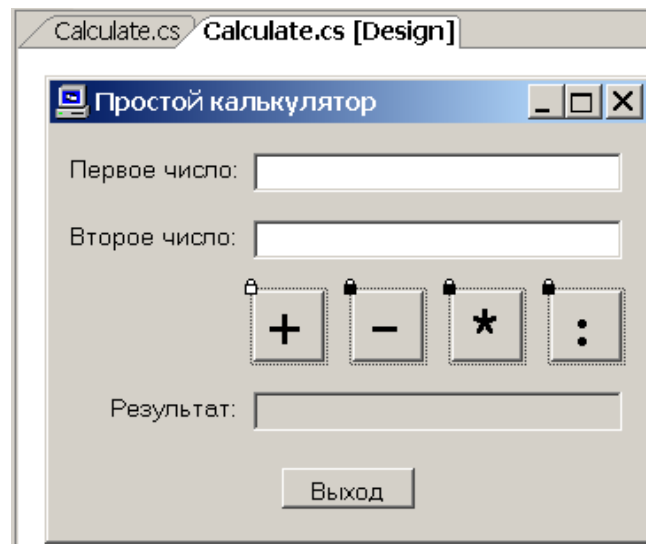 Calculate.cs Calculate.cs [Design]
Простой калькулятор
Первое число:
Второе число:
+ − * :
Результат:
Выход